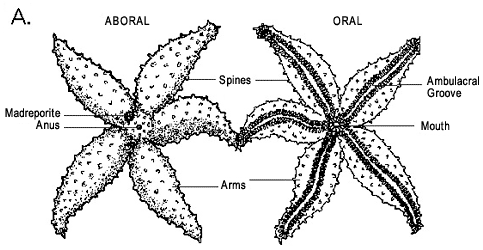 A.
ABORAL
ORAL
Spines
Ambulacral
Groove
Madreporite
Anus
Mouth
Arms